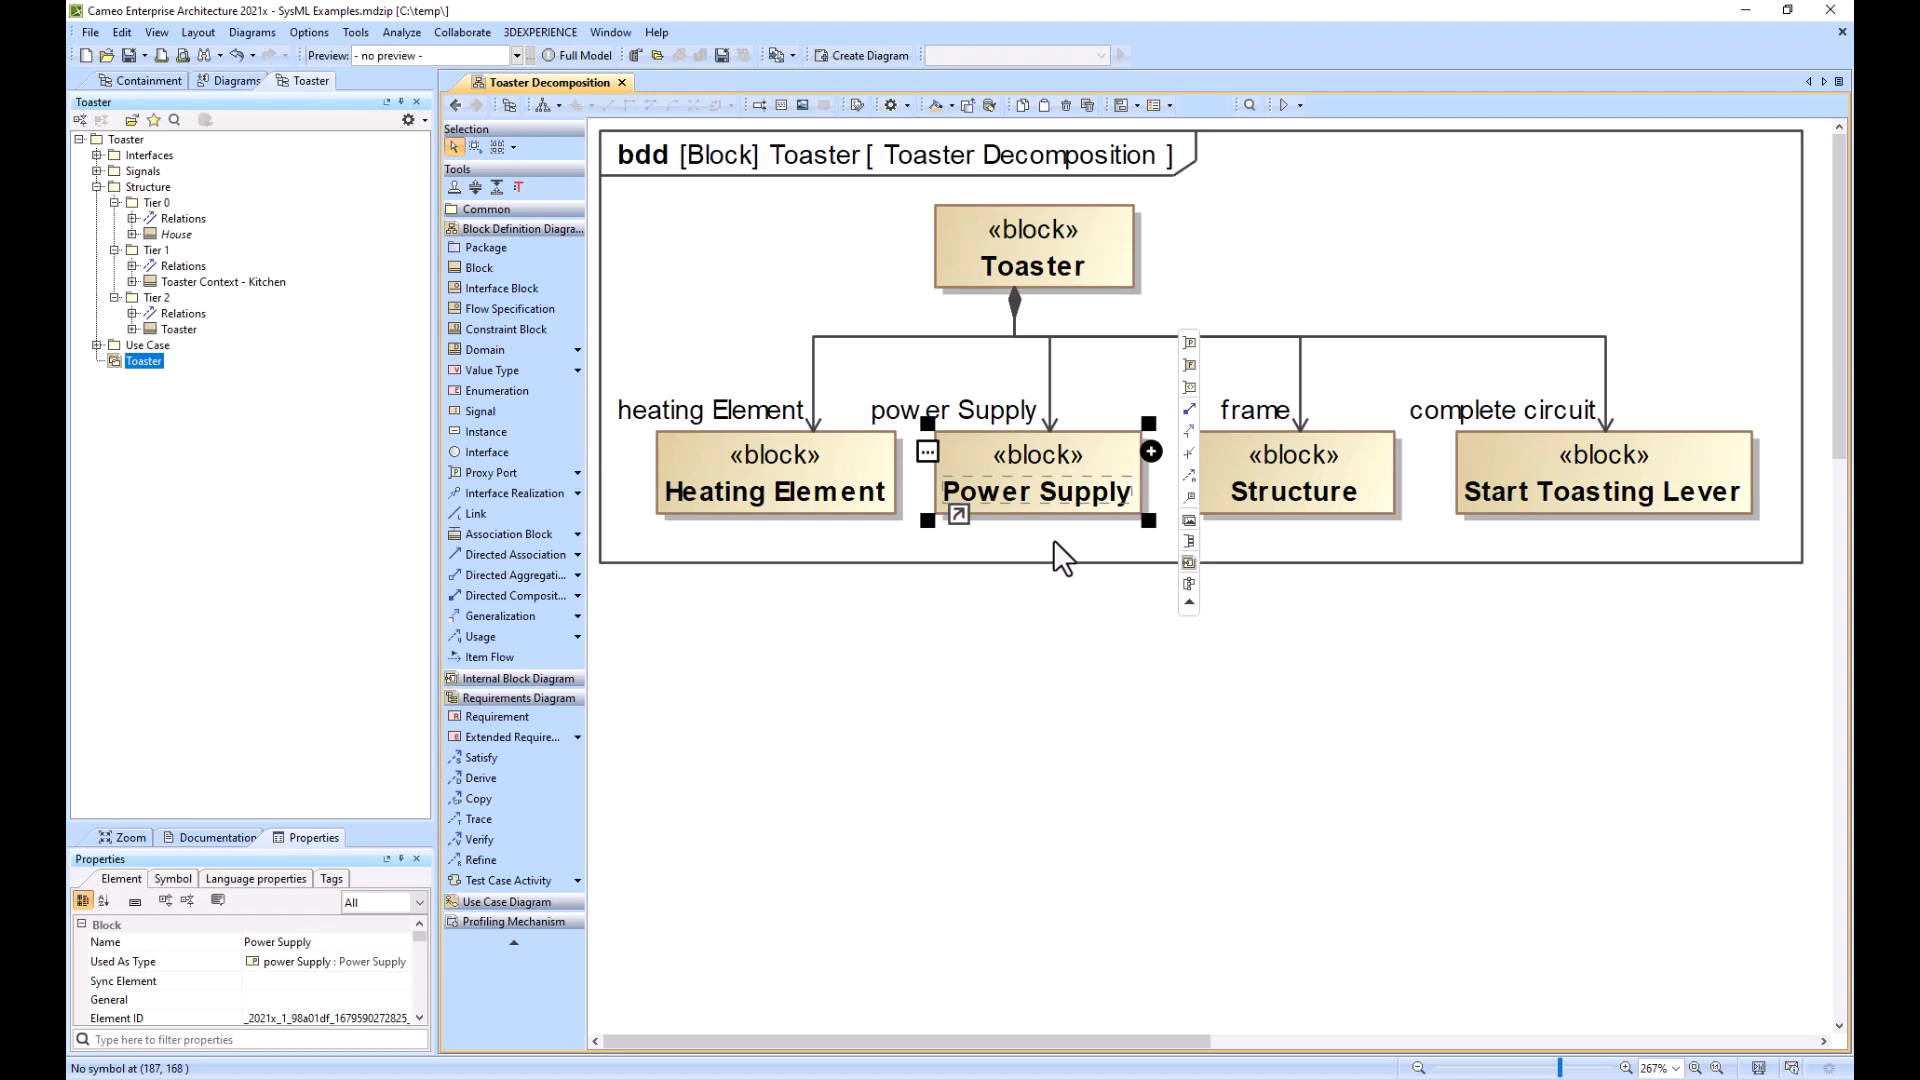 Cameo Enterprise Architecture 2021x - SysML Examples.mdzip [C:\temp\]
File Edit View Layout Diagrams Options Tools Analyze Collaborate 3DEXPERIENCE Window Help
Preview: - no preview - Full Model Create Diagram
Containment Diagrams Toaster
Toaster
Toaster
Interfaces
Signals
Structure
Tier 0
Relations
House
Tier 1
Relations
Toaster Context - Kitchen
Tier 2
Relations
Toaster
Use Case
Toaster
Zoom Documentation Properties
Properties
Element Symbol Language properties Tags
All
Block
Name Power Supply
Used As Type power Supply : Power Supply
Sync Element
General
Element ID _2021x_1_98a01df_1679590272825_
Type here to filter properties
Toaster Decomposition
Selection
Tools
Common
Block Definition Diagra...
Package
Block
Interface Block
Flow Specification
Constraint Block
Domain
Value Type
Enumeration
Signal
Instance
Interface
Proxy Port
Interface Realization
Link
Association Block
Directed Association
Directed Aggregati...
Directed Composit...
Generalization
Usage
Item Flow
Internal Block Diagram
Requirements Diagram
Requirement
Extended Require...
Satisfy
Derive
Copy
Trace
Verify
Refine
Test Case Activity
Use Case Diagram
Profiling Mechanism
bdd [Block] Toaster [ Toaster Decomposition ]
«block»
Toaster
heating Element power Supply frame complete circuit
«block»
Heating Element
«block»
Power Supply
«block»
Structure
«block»
Start Toasting Lever
No symbol at (187, 168 )
267%